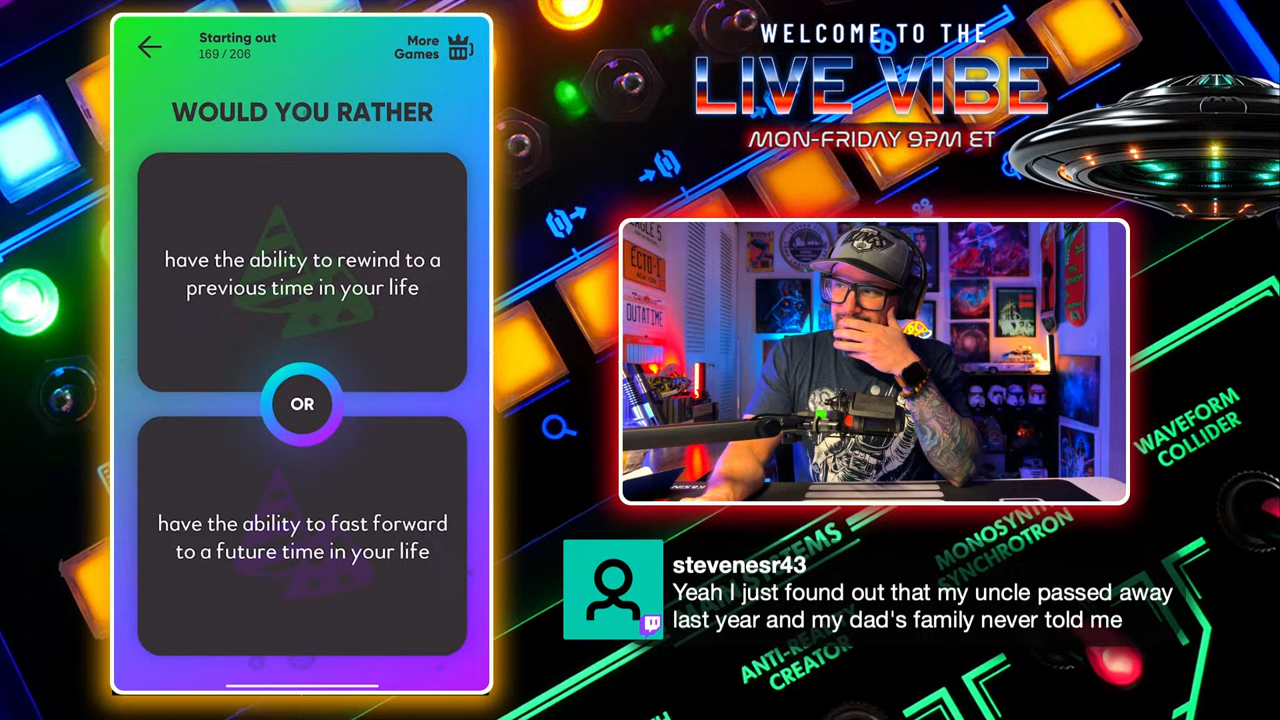 Starting out
169 / 206
More
Games
WOULD YOU RATHER
have the ability to rewind to a
previous time in your life
OR
have the ability to fast forward
to a future time in your life
WELCOME TO THE
LIVE VIBE
MON-FRIDAY 9PM ET
EAGLE 5
ECTO-1
OUTATIME
WAVEFORM
COLLIDER
MONOSYNTH
SYNCHROTRON
SYSTEMS
stevenesr43
Yeah I just found out that my uncle passed away
last year and my dad's family never told me
CREATOR